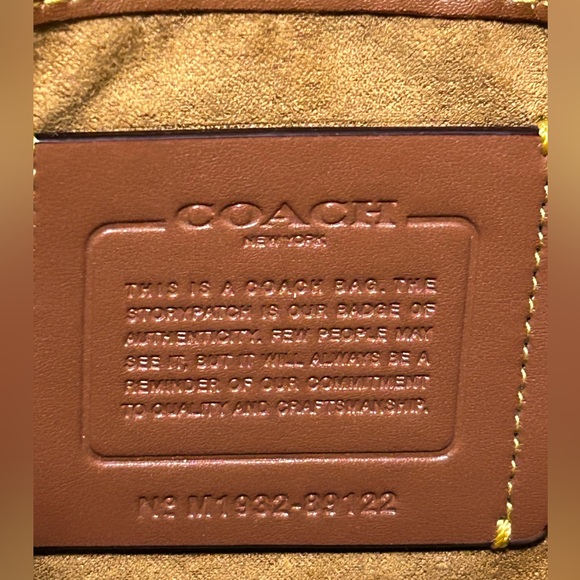 COACH
NEW YORK
THIS IS A COACH BAG. THE
STORYPATCH IS OUR BADGE OF
AUTHENTICITY. FEW PEOPLE MAY
SEE IT, BUT IT WILL ALWAYS BE A
REMINDER OF OUR COMMITMENT
TO QUALITY AND CRAFTSMANSHIP.
Nº M1932-89122